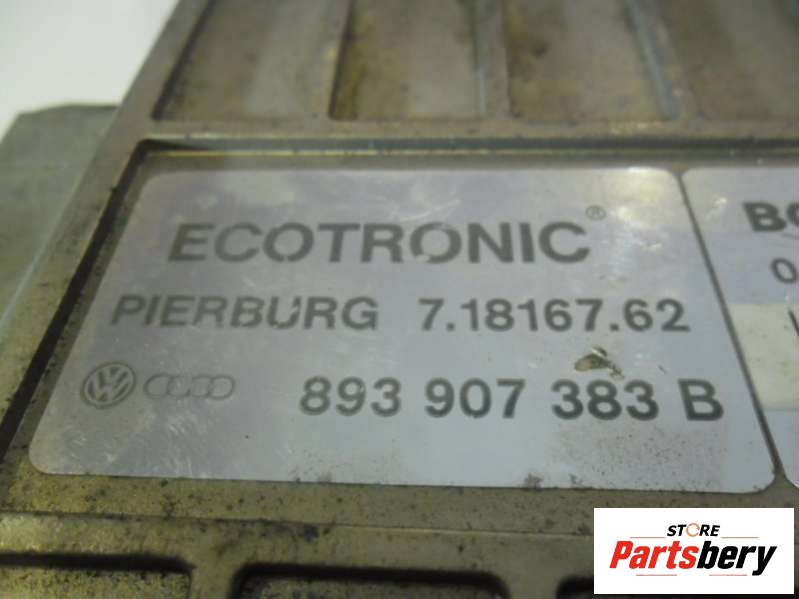 ECOTRONIC®
PIERBURG 7.18167.62
893 907 383 B
STORE
Partsbery